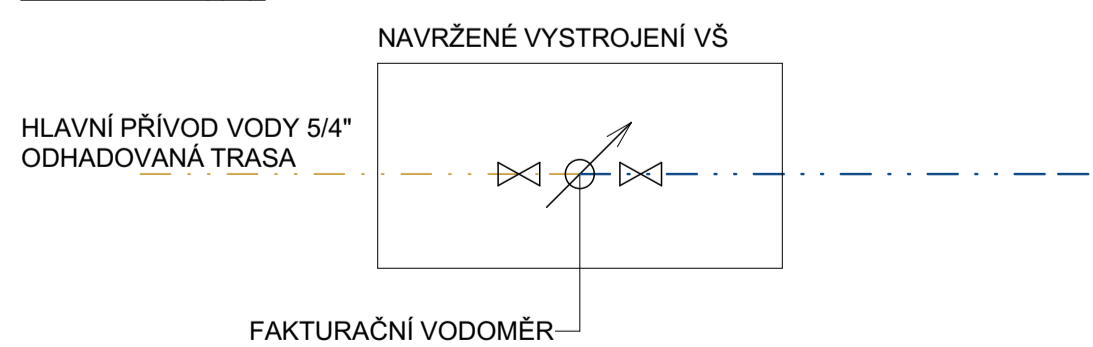 NAVRŽENÉ VYSTROJENÍ VŠ
HLAVNÍ PŘÍVOD VODY 5/4"
ODHADOVANÁ TRASA
FAKTURAČNÍ VODOMĚR